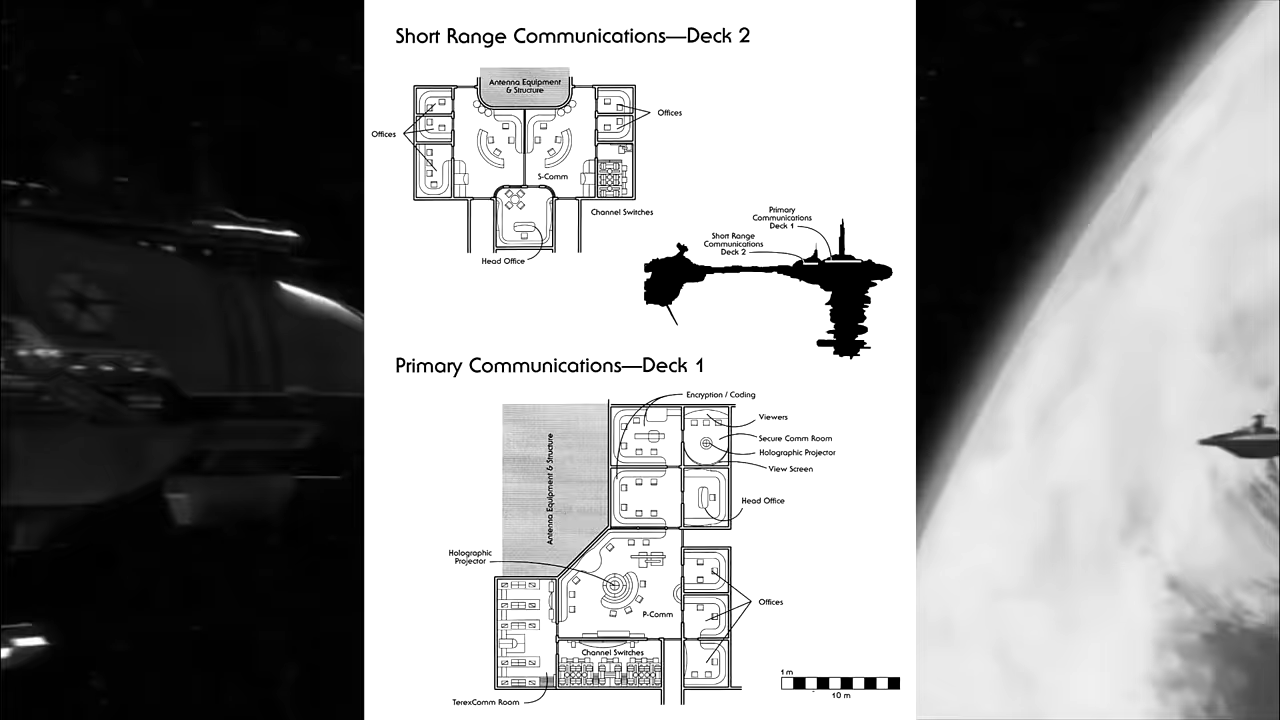 Short Range Communications—Deck 2
Antenna Equipment
& Structure
Offices
Offices
S-Comm
Channel Switches
Head Office
Primary
Communications
Deck 1
Short Range
Communications
Deck 2
Primary Communications—Deck 1
Encryption / Coding
Viewers
Secure Comm Room
Holographic Projector
View Screen
Antenna Equipment & Structure
Head Office
Holographic
Projector
Offices
P-Comm
Channel Switches
TerexComm Room
1 m
10 m